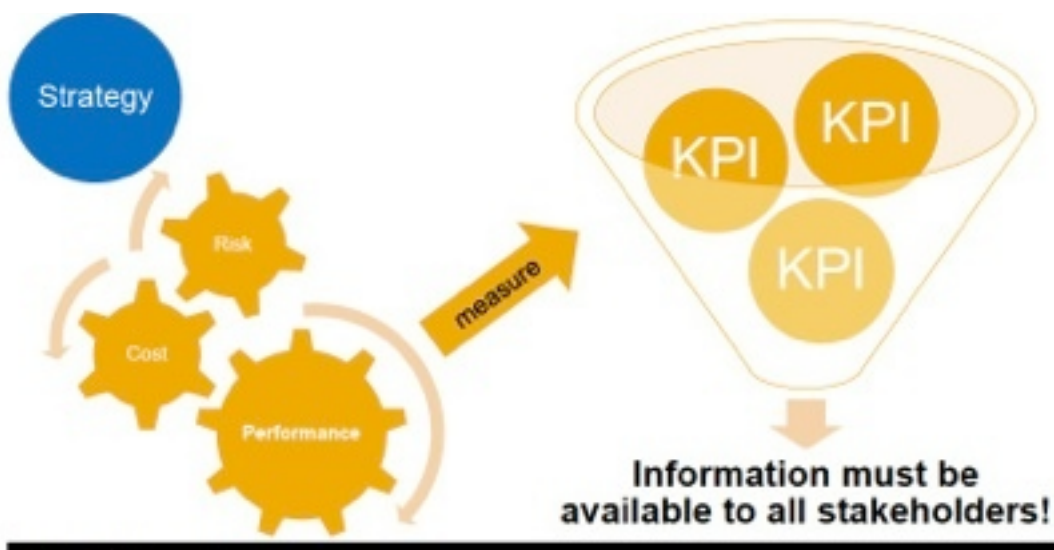 Strategy
Risk
Cost
Performance
measure
KPI
KPI
KPI
Information must be
available to all stakeholders!